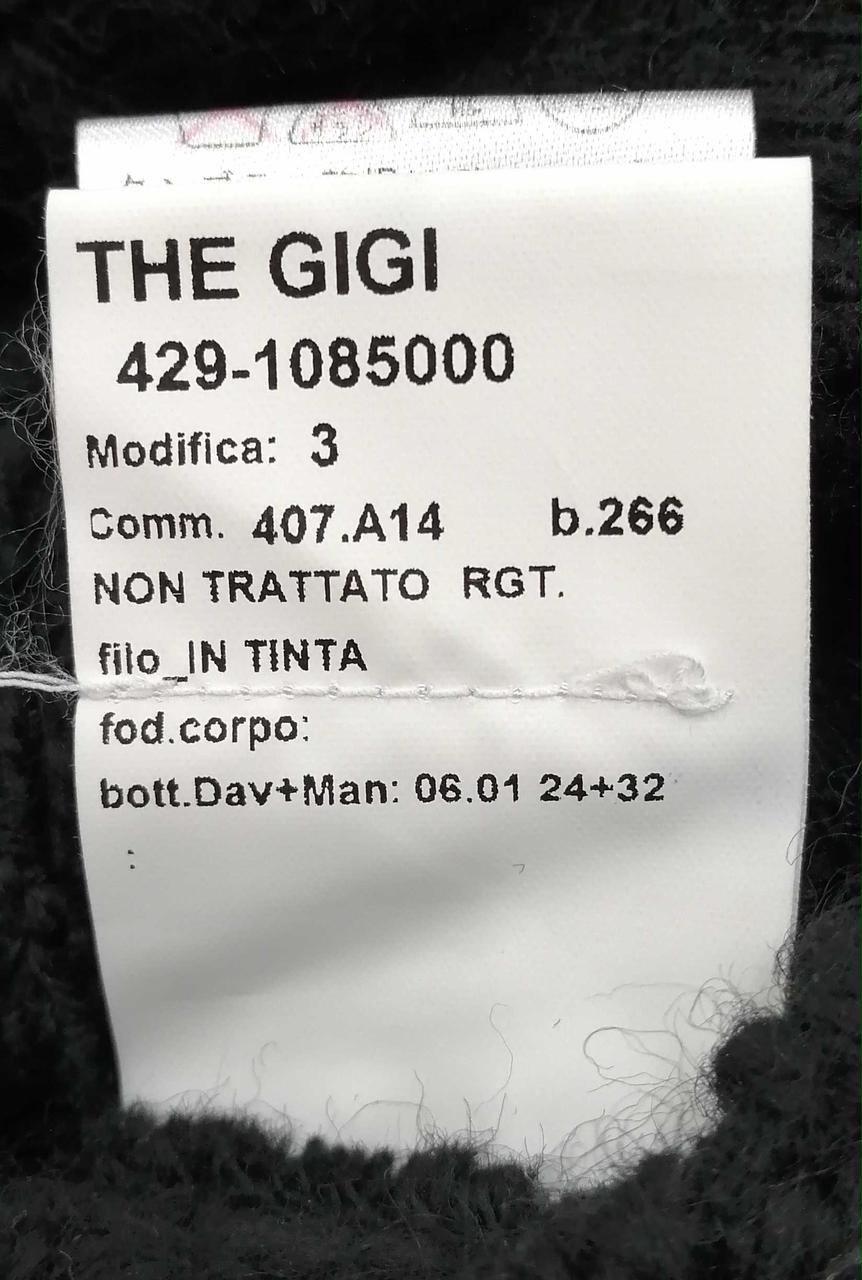 THE GIGI
429-1085000
Modifica: 3
Comm. 407.A14 b.266
NON TRATTATO RGT.
filo_IN TINTA
fod.corpo:
bott.Dav+Man: 06.01 24+32
: